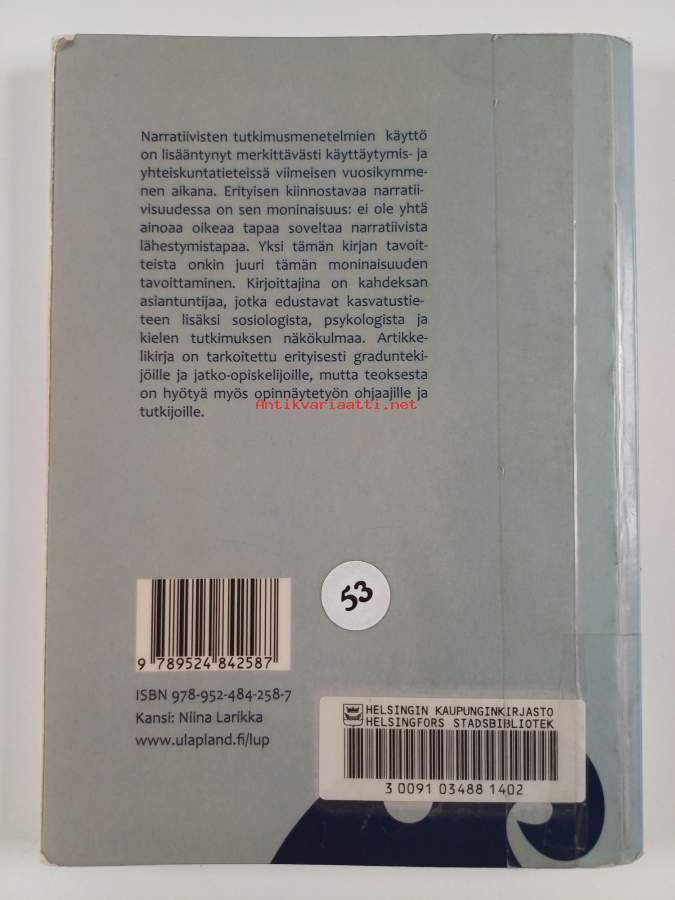 Narratiivisten tutkimusmenetelmien käyttö
on lisääntynyt merkittävästi käyttäytymis- ja
yhteiskuntatieteissä viimeisen vuosikymme-
nen aikana. Erityisen kiinnostavaa narratii-
visuudessa on sen moninaisuus: ei ole yhtä
ainoaa oikeaa tapaa soveltaa narratiivista
lähestymistapaa. Yksi tämän kirjan tavoit-
teista onkin juuri tämän moninaisuuden
tavoittaminen. Kirjoittajina on kahdeksan
asiantuntijaa, jotka edustavat kasvatustie-
teen lisäksi sosiologista, psykologista ja
kielen tutkimuksen näkökulmaa. Artikke-
likirja on tarkoitettu erityisesti gradunteki-
jöille ja jatko-opiskelijoille, mutta teoksesta
on hyötyä myös opinnäytetyön ohjaajille ja
tutkijoille.
Antikvariaatti.net
53
9 789524 842587
ISBN 978-952-484-258-7
Kansi: Niina Larikka
www.ulapland.fi/lup
HELSINGIN KAUPUNGINKIRJASTO
HELSINGFORS STADSBIBLIOTEK
3 0091 03488 1402